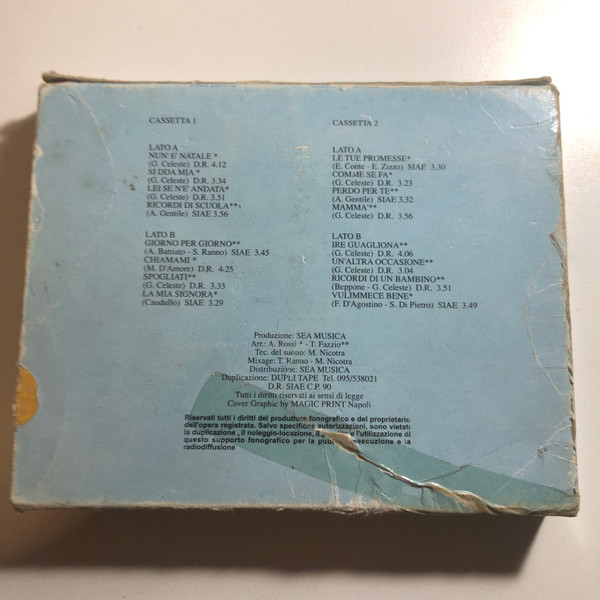 CASSETTA 1
LATO A
NUN' E' NATALE *
(G. Celeste) D.R. 4.12
SI DDA MIA *
(G. Celeste) D.R. 3.34
LEI SE N'E' ANDATA*
(G. Celeste) D.R. 3.51
RICORDI DI SCUOLA**
(A. Gentile) SIAE 3.56
LATO B
GIORNO PER GIORNO**
(A. Battiato - S. Ranno) SIAE 3.45
CHIAMAMI *
(M. D'Amore) D.R. 4.25
SPOGLIATI**
(G. Celeste) D.R. 3.33
LA MIA SIGNORA*
(Caudullo) SIAE 3.29
CASSETTA 2
LATO A
LE TUE PROMESSE*
(E. Conte - E. Zizzo) SIAE 3.30
COMME SE FA*
(G. Celeste) D.R. 3.23
PERDO PER TE**
(A. Gentile) SIAE 3.32
MAMMA'**
(G. Celeste) D.R. 3.56
LATO B
IRE GUAGLIONA**
(G. Celeste) D.R. 4.06
UN'ALTRA OCCASIONE**
(G. Celeste) D.R. 3.04
RICORDI DI UN BAMBINO**
(Beppone - G. Celeste) D.R. 3.51
VULIMMECE BENE*
(F. D'Agostino - S. Di Pietro) SIAE 3.49
Produzione: SEA MUSICA
Arr.: A. Rossi * - T. Fazzio**
Tec. del suono: M. Nicotra
Mixage: T. Ranno - M. Nicotra
Distribuzione: SEA MUSICA
Duplicazione: DUPLI TAPE Tel. 095/538021
D.R. SIAE C.P. 90
Tutti i diritti riservati ai sensi di legge
Cover Graphic by MAGIC PRINT Napoli
Riservati tutti i diritti del produttore fonografico e del proprietario
dell'opera registrata. Salvo specifiche autorizzazioni, sono vietati
la duplicazione, il noleggio-locazione, il e l'utilizzazione di
questo supporto fonografico per la esecuzione e la
radiodiffusione